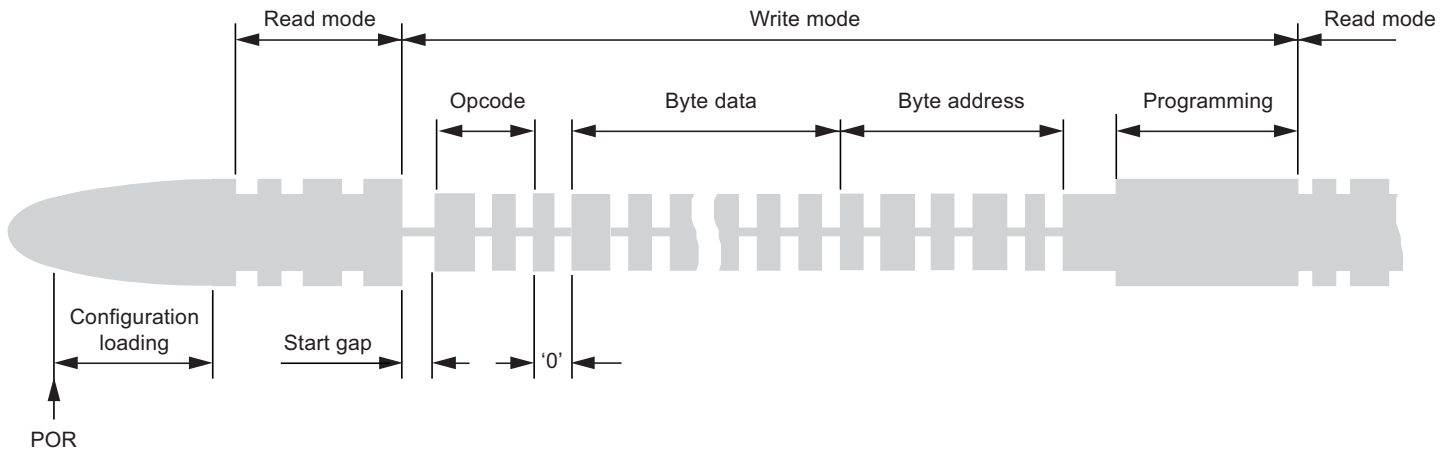 Read mode
Write mode
Read mode
Opcode
Byte data
Byte address
Programming
Configuration
loading
Start gap
‘0’
POR